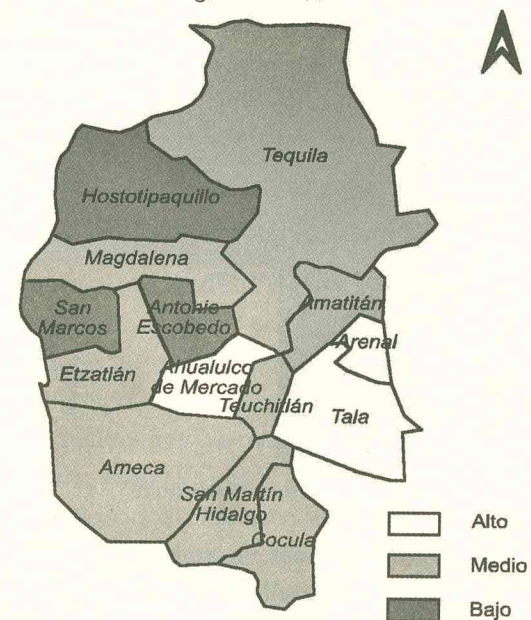 Tequila
Hostotipaquillo
Magdalena
San
Marcos
Antonie
Escobedo
Amatitán
Arenal
Etzatlán
Ahualulco
de Mercado
Teuchitlán
Tala
Ameca
San Martín
Hidalgo
Cocula
Alto
Medio
Bajo